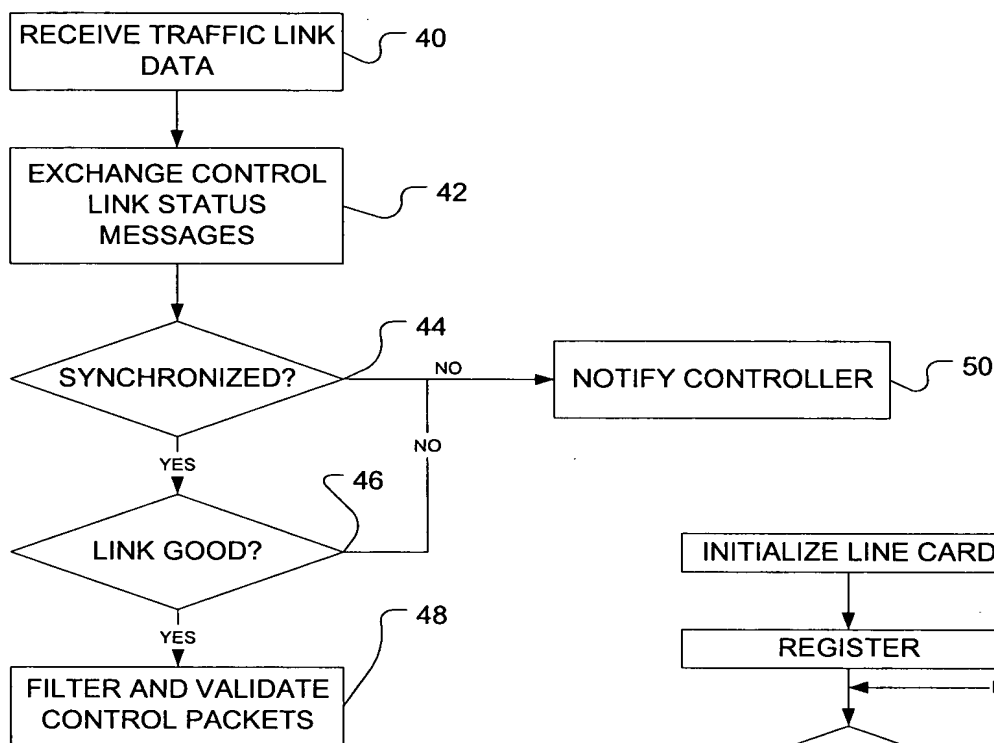 RECEIVE TRAFFIC LINK
DATA
40
EXCHANGE CONTROL
LINK STATUS
MESSAGES
42
SYNCHRONIZED?
44
NO
NOTIFY CONTROLLER
50
NO
YES
LINK GOOD?
46
YES
FILTER AND VALIDATE
CONTROL PACKETS
48
INITIALIZE LINE CARD
REGISTER